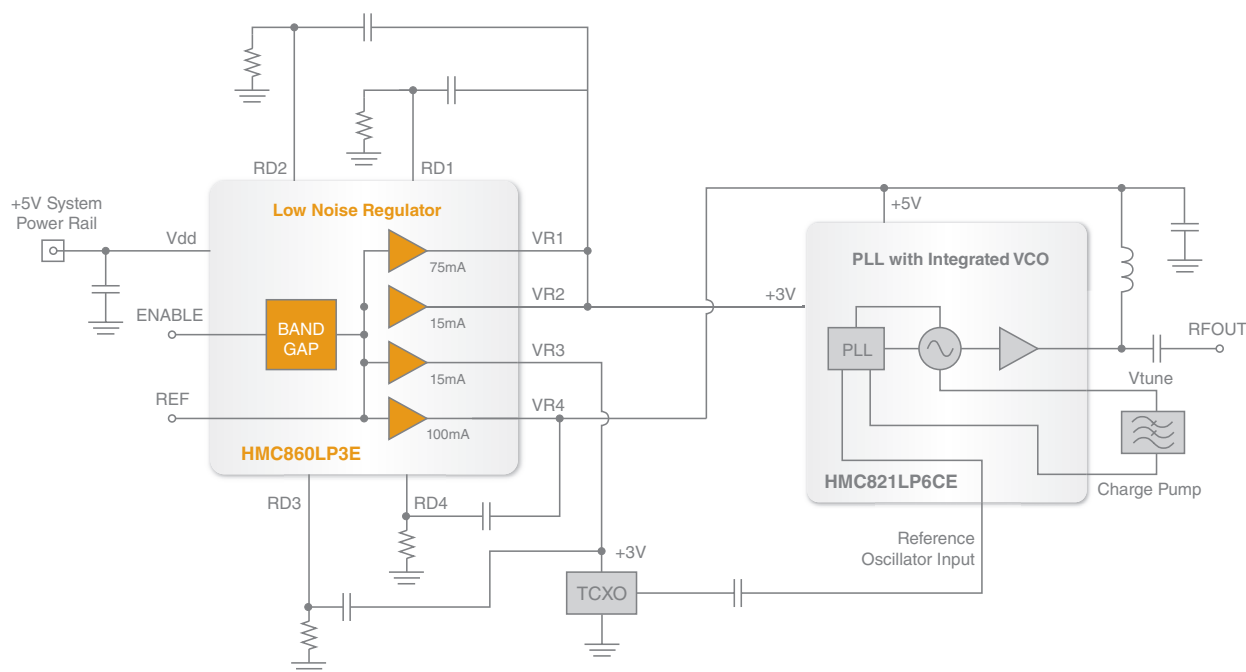 RD2
RD1
+5V System
Power Rail
Vdd
Low Noise Regulator
VR1
75mA
ENABLE
BAND
GAP
VR2
15mA
VR3
15mA
REF
VR4
100mA
HMC860LP3E
RD3
RD4
+3V
TCXO
+5V
PLL with Integrated VCO
+3V
PLL
RFOUT
Vtune
HMC821LP6CE
Charge Pump
Reference
Oscillator Input